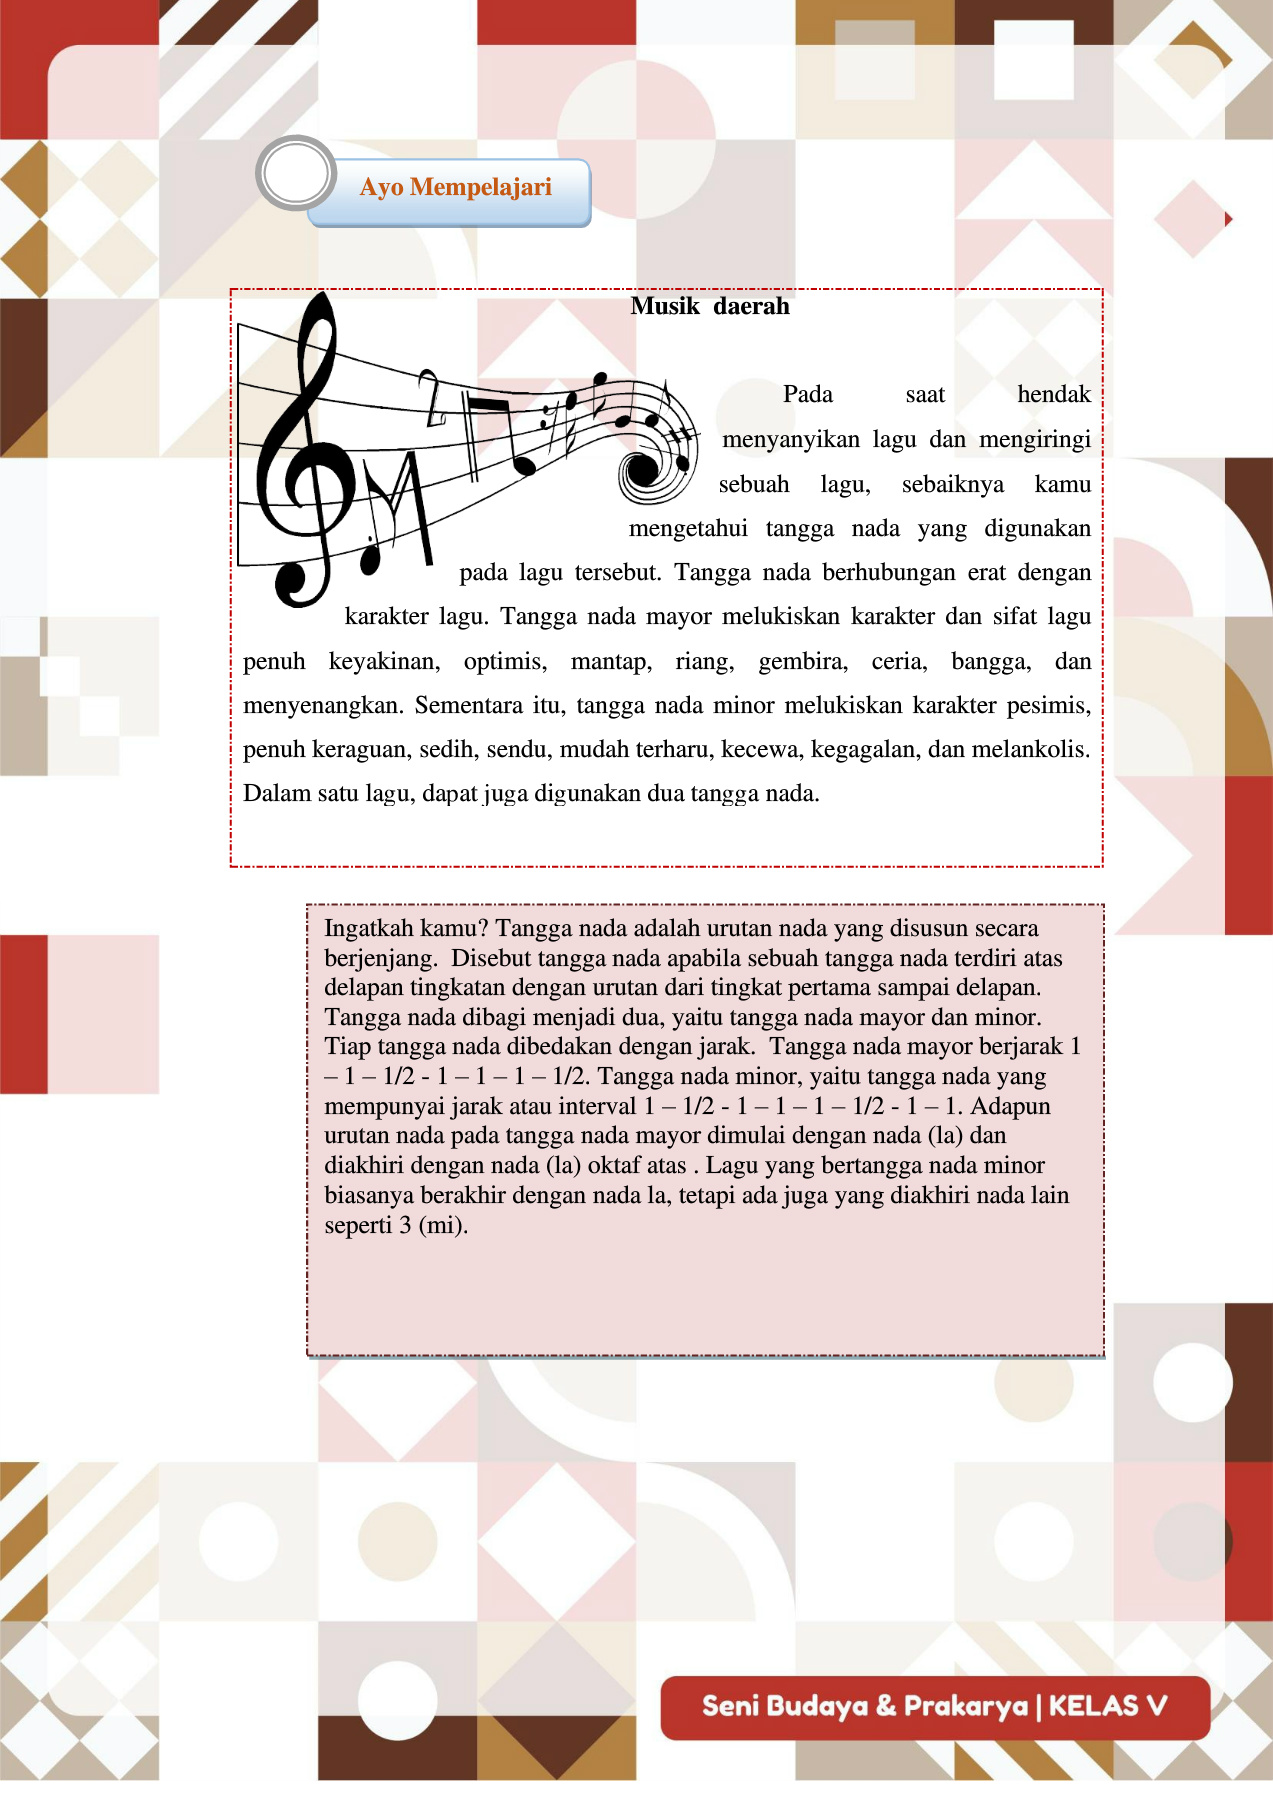 Ayo Mempelajari
Musik daerah
Pada saat hendak
menyanyikan lagu dan mengiringi
sebuah lagu, sebaiknya kamu
mengetahui tangga nada yang digunakan
pada lagu tersebut. Tangga nada berhubungan erat dengan
karakter lagu. Tangga nada mayor melukiskan karakter dan sifat lagu
penuh keyakinan, optimis, mantap, riang, gembira, ceria, bangga, dan
menyenangkan. Sementara itu, tangga nada minor melukiskan karakter pesimis,
penuh keraguan, sedih, sendu, mudah terharu, kecewa, kegagalan, dan melankolis.
Dalam satu lagu, dapat juga digunakan dua tangga nada.
Ingatkah kamu? Tangga nada adalah urutan nada yang disusun secara
berjenjang. Disebut tangga nada apabila sebuah tangga nada terdiri atas
delapan tingkatan dengan urutan dari tingkat pertama sampai delapan.
Tangga nada dibagi menjadi dua, yaitu tangga nada mayor dan minor.
Tiap tangga nada dibedakan dengan jarak. Tangga nada mayor berjarak 1
– 1 – 1/2 - 1 – 1 – 1 – 1/2. Tangga nada minor, yaitu tangga nada yang
mempunyai jarak atau interval 1 – 1/2 - 1 – 1 – 1 – 1/2 - 1 – 1. Adapun
urutan nada pada tangga nada mayor dimulai dengan nada (la) dan
diakhiri dengan nada (la) oktaf atas . Lagu yang bertangga nada minor
biasanya berakhir dengan nada la, tetapi ada juga yang diakhiri nada lain
seperti 3 (mi).
Seni Budaya & Prakarya | KELAS V